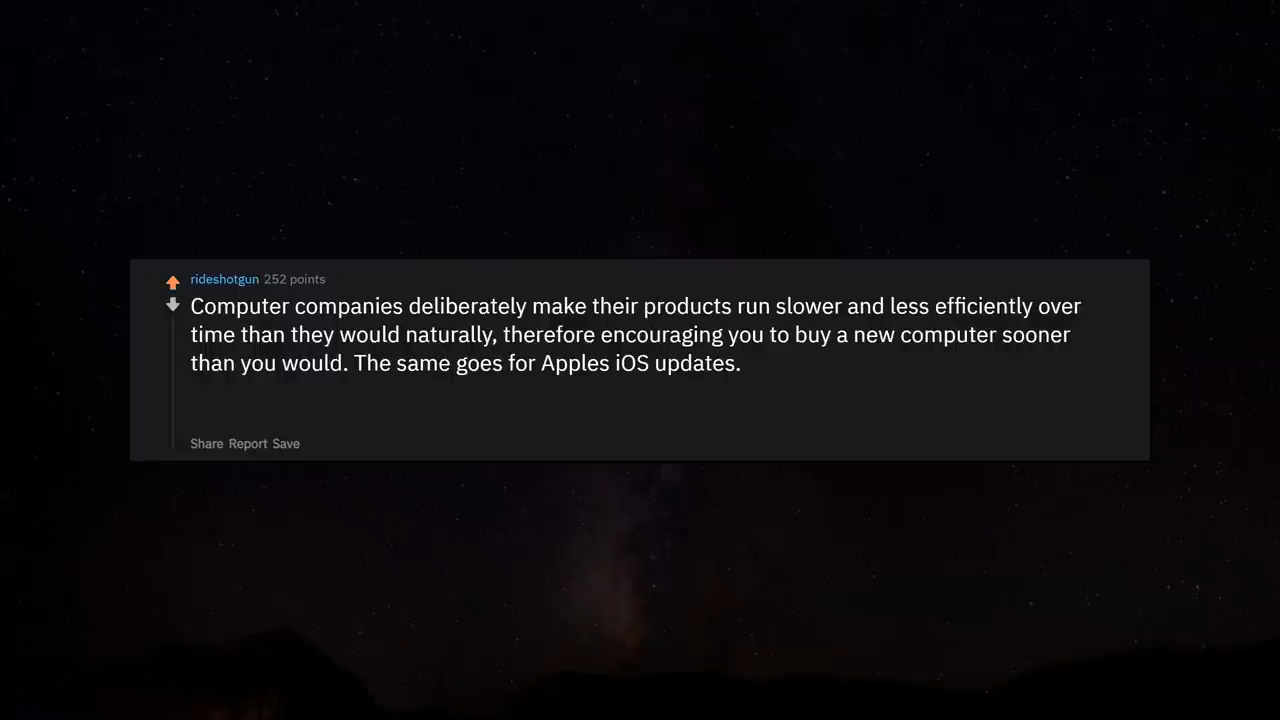 rideshotgun 252 points
Computer companies deliberately make their products run slower and less efficiently over
time than they would naturally, therefore encouraging you to buy a new computer sooner
than you would. The same goes for Apples iOS updates.
Share Report Save